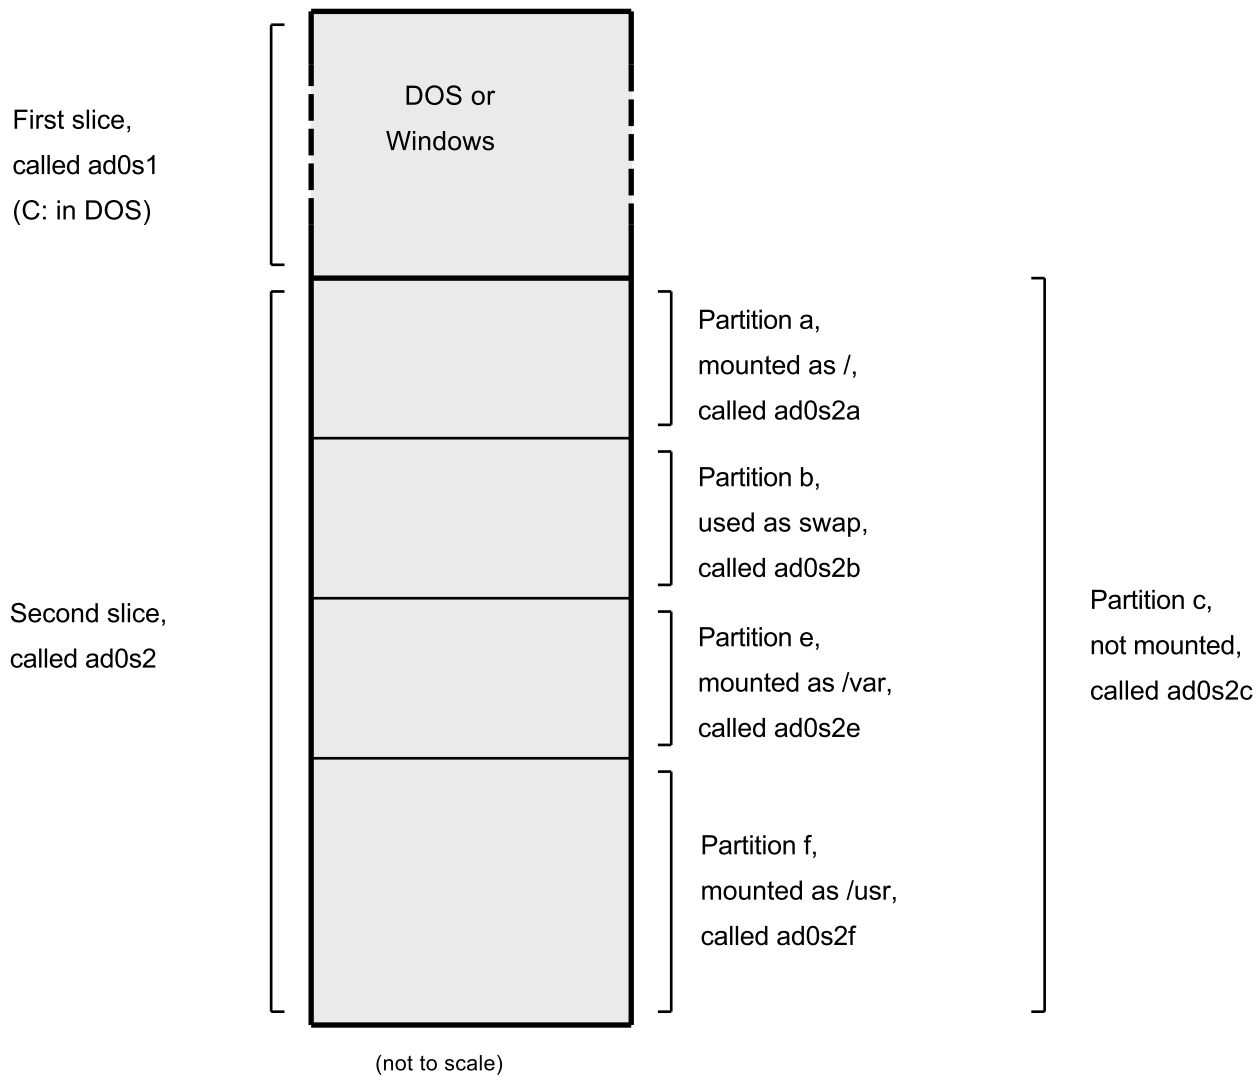 DOS or
Windows
First slice,
called ad0s1
(C: in DOS)
Partition a,
mounted as /,
called ad0s2a
Partition b,
used as swap,
called ad0s2b
Second slice,
called ad0s2
Partition e,
mounted as /var,
called ad0s2e
Partition c,
not mounted,
called ad0s2c
Partition f,
mounted as /usr,
called ad0s2f
(not to scale)